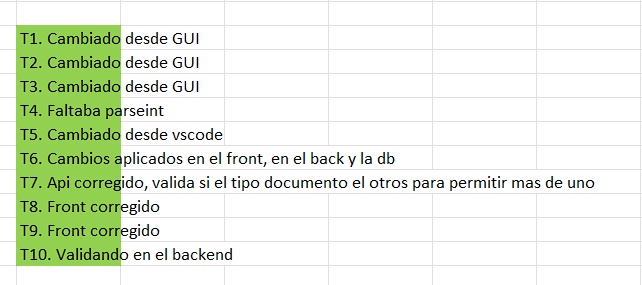 T1. Cambiado desde GUI
T2. Cambiado desde GUI
T3. Cambiado desde GUI
T4. Faltaba parseint
T5. Cambiado desde vscode
T6. Cambios aplicados en el front, en el back y la db
T7. Api corregido, valida si el tipo documento el otros para permitir mas de uno
T8. Front corregido
T9. Front corregido
T10. Validando en el backend